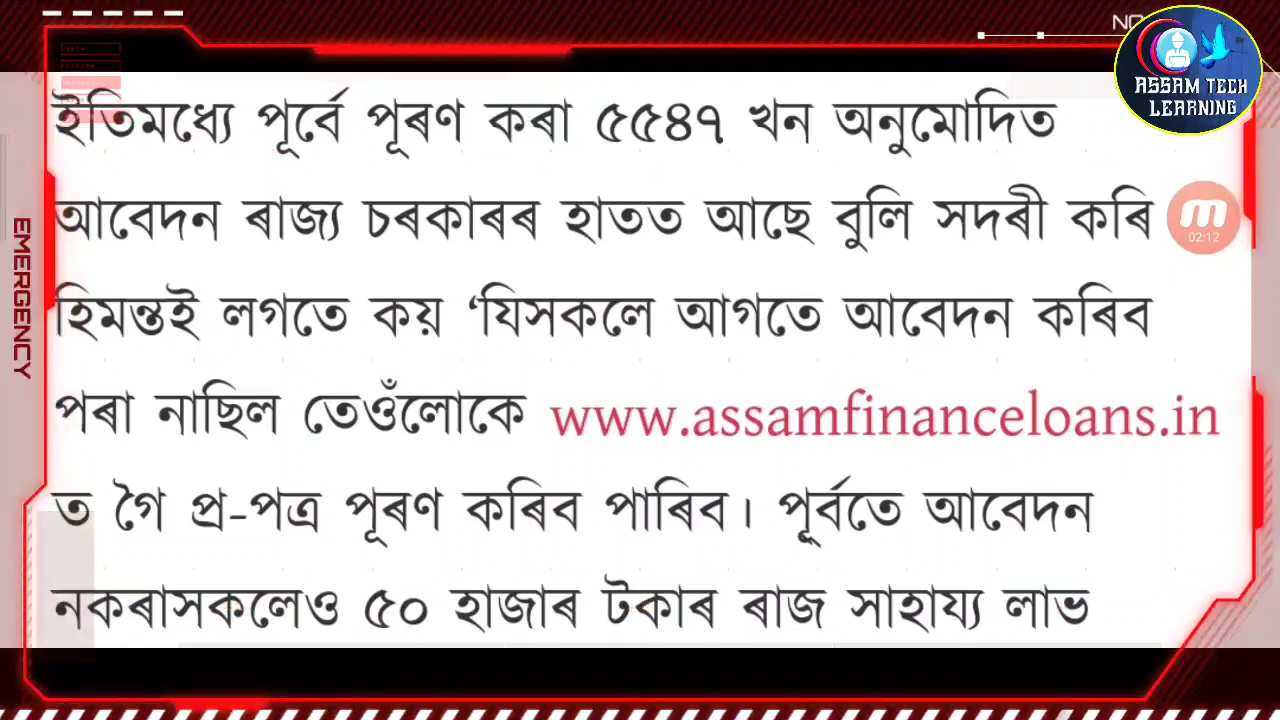 ASSAM TECH
LEARNING
ইতিমধ্যে পূৰ্বে পূৰণ কৰা ৫৫৪৭ খন অনুমোদিত
আবেদন ৰাজ্য চৰকাৰৰ হাতত আছে বুলি সদৰী কৰি
02:12
হিমন্তই লগতে কয় ‘যিসকলে আগতে আবেদন কৰিব
পৰা নাছিল তেওঁলোকে www.assamfinanceloans.in
ত গৈ প্ৰ-পত্ৰ পূৰণ কৰিব পাৰিব। পূৰ্বতে আবেদন
নকৰাসকলেও ৫০ হাজাৰ টকাৰ ৰাজ সাহায্য লাভ
EMERGENCY